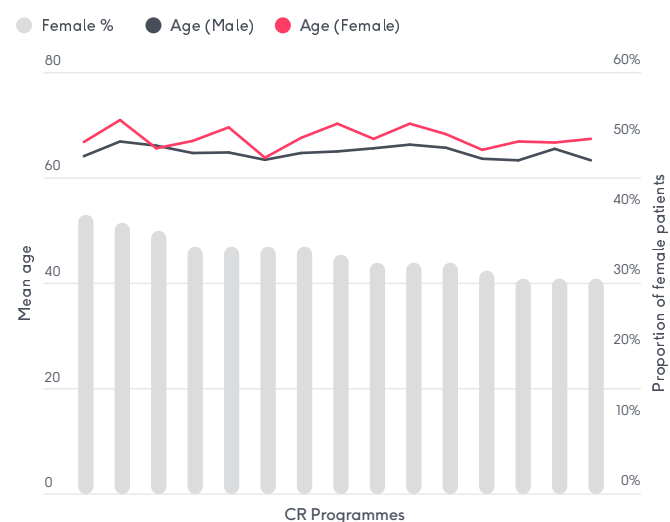 Female % Age (Male) Age (Female)
80 60%
50%
60
40%
Mean age
Proportion of female patients
40 30%
20%
20
10%
0 0%
CR Programmes